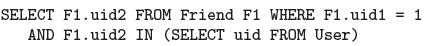 SELECT F1.uid2 FROM Friend F1 WHERE F1.uid1 = 1
AND F1.uid2 IN (SELECT uid FROM User)